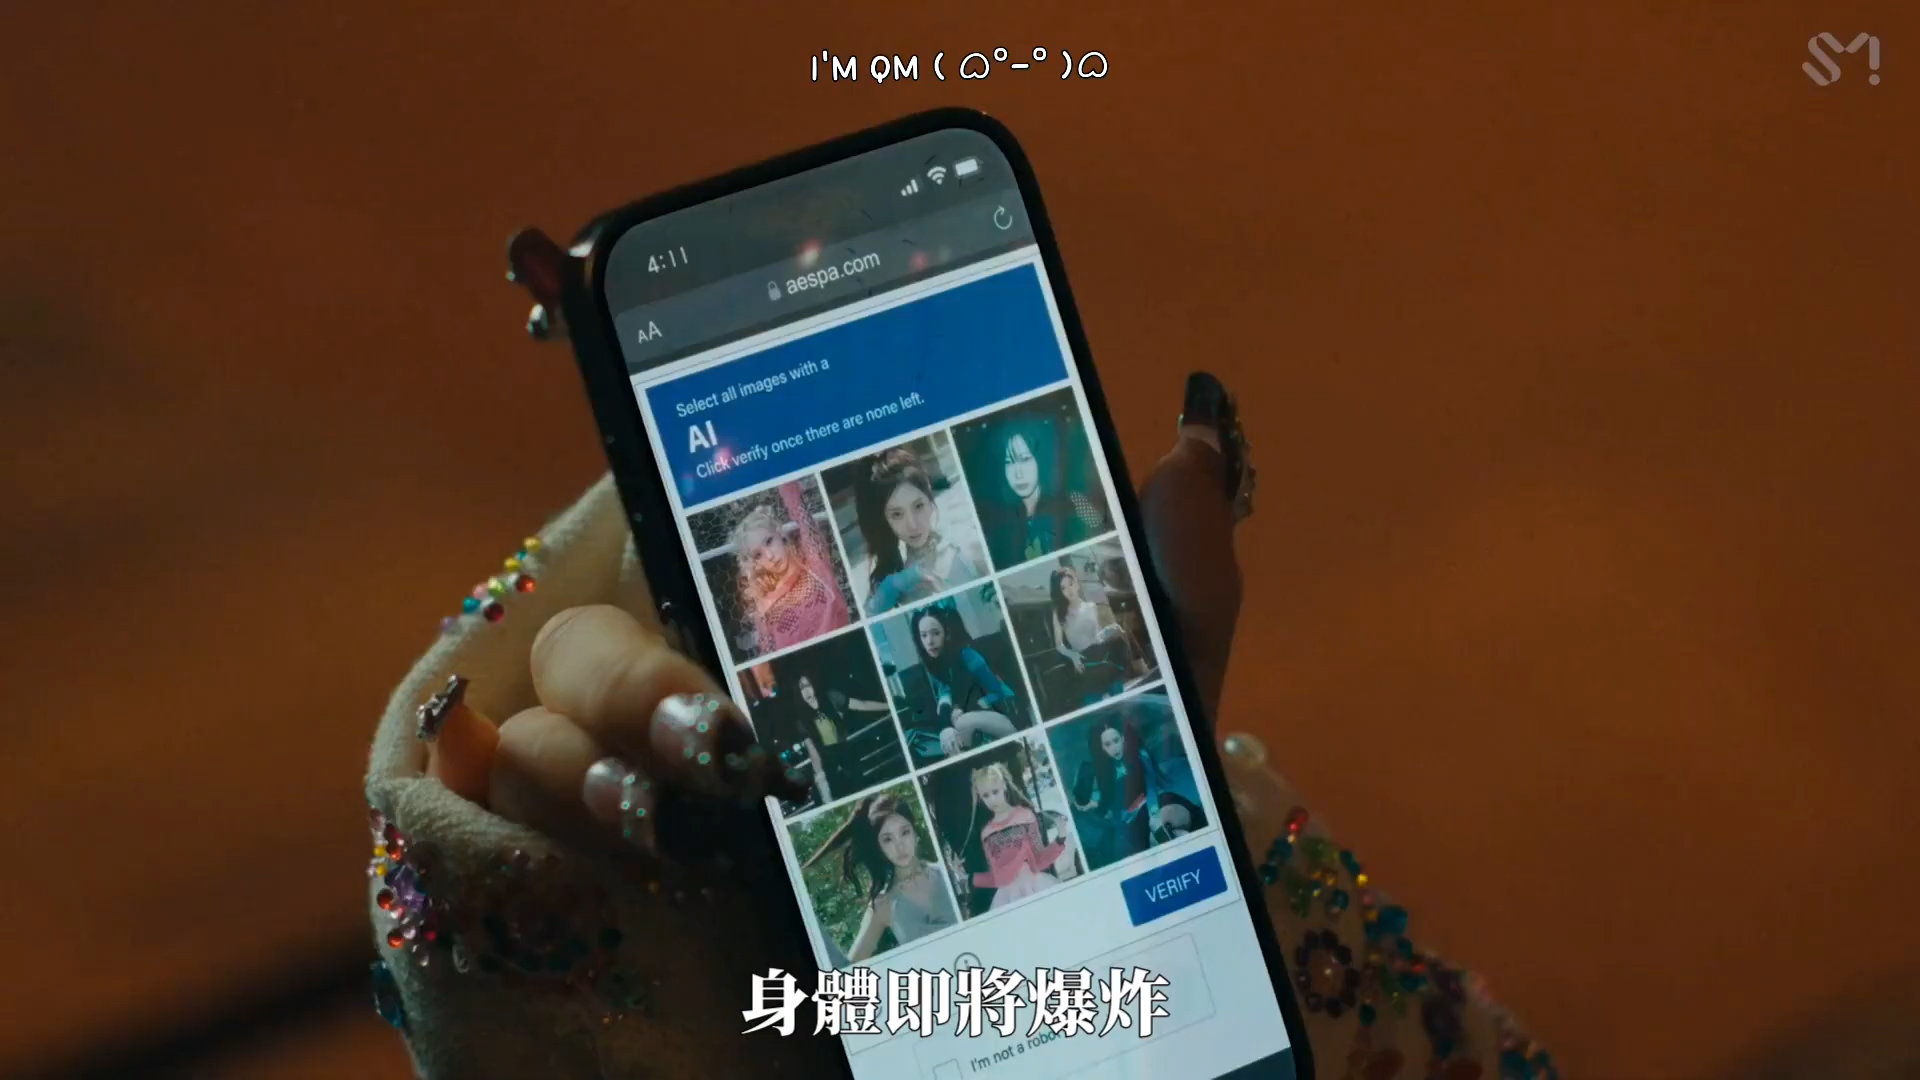 I'M QM ( ᗣ°-° )ᗣ
SM!
4:11
aespa.com
AA
Select all images with a
AI
Click verify once there are none left.
VERIFY
身體即將爆炸
I'm not a robo